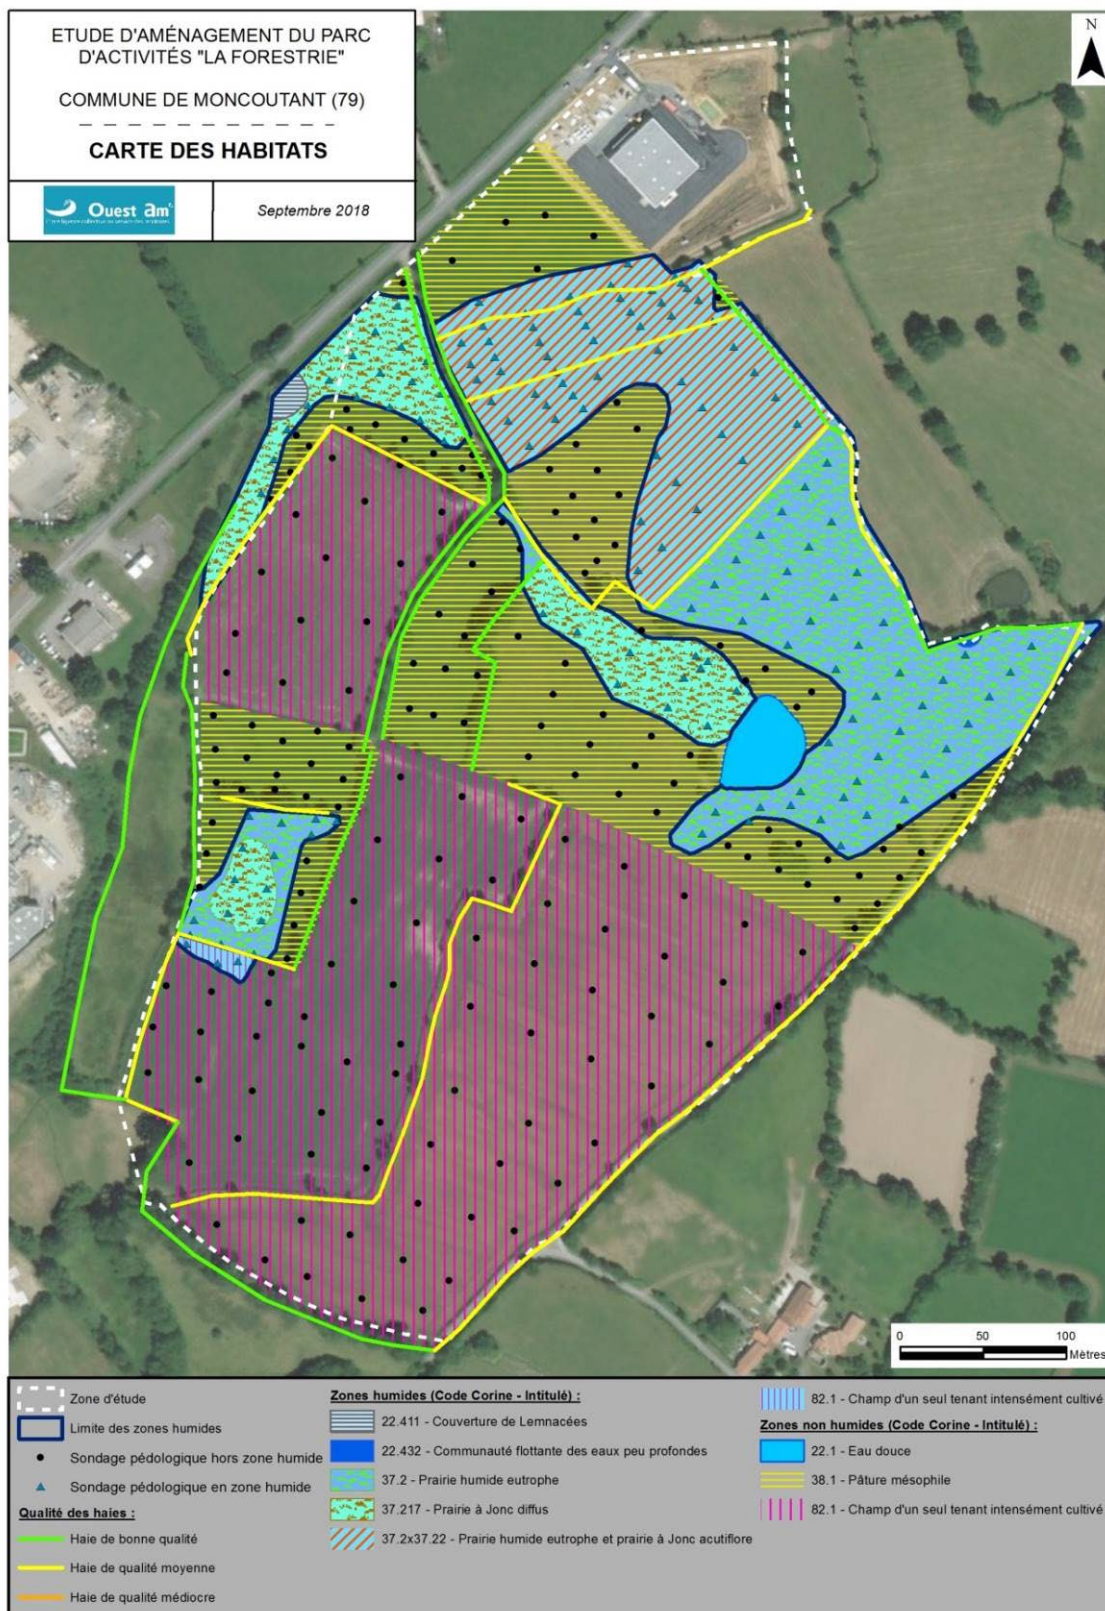 ETUDE D'AMÉNAGEMENT DU PARC
D'ACTIVITÉS "LA FORESTRIE"
COMMUNE DE MONCOUTANT (79)
CARTE DES HABITATS
Ouest am'
Septembre 2018
N
0 50 100
Mètres
Zone d'étude
Limite des zones humides
Sondage pédologique hors zone humide
Sondage pédologique en zone humide
Qualité des haies :
Haie de bonne qualité
Haie de qualité moyenne
Haie de qualité médiocre
Zones humides (Code Corine - Intitulé) :
22.411 - Couverture de Lemnacées
22.432 - Communauté flottante des eaux peu profondes
37.2 - Prairie humide eutrophe
37.217 - Prairie à Jonc diffus
37.2x37.22 - Prairie humide eutrophe et prairie à Jonc acutiflore
82.1 - Champ d'un seul tenant intensément cultivé
Zones non humides (Code Corine - Intitulé) :
22.1 - Eau douce
38.1 - Pâture mésophile
82.1 - Champ d'un seul tenant intensément cultivé